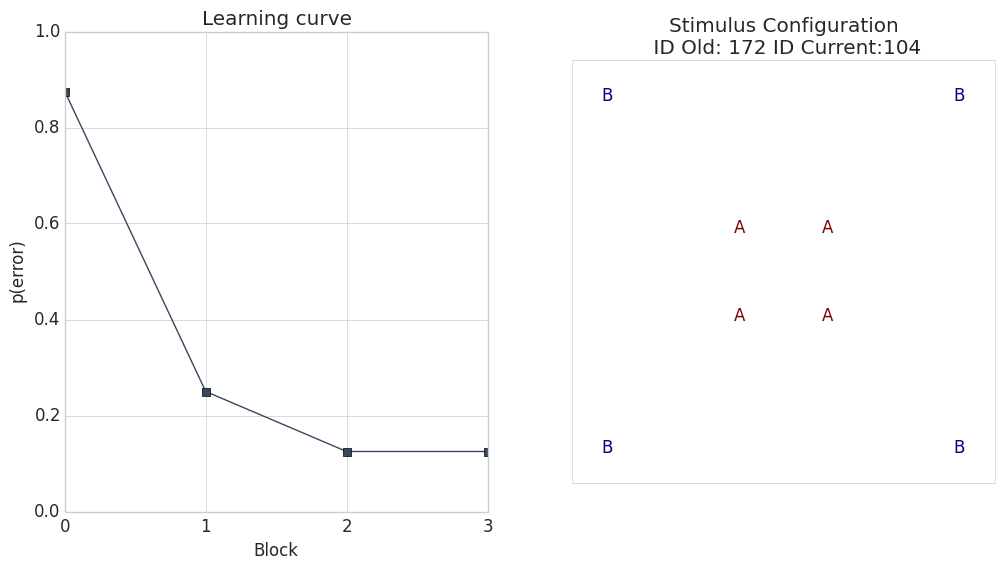 Learning curve
1.0
0.8
0.6
0.4
0.2
0.0
p(error)
0 1 2 3
Block
Stimulus Configuration
ID Old: 172 ID Current:104
B B
A A
A A
B B